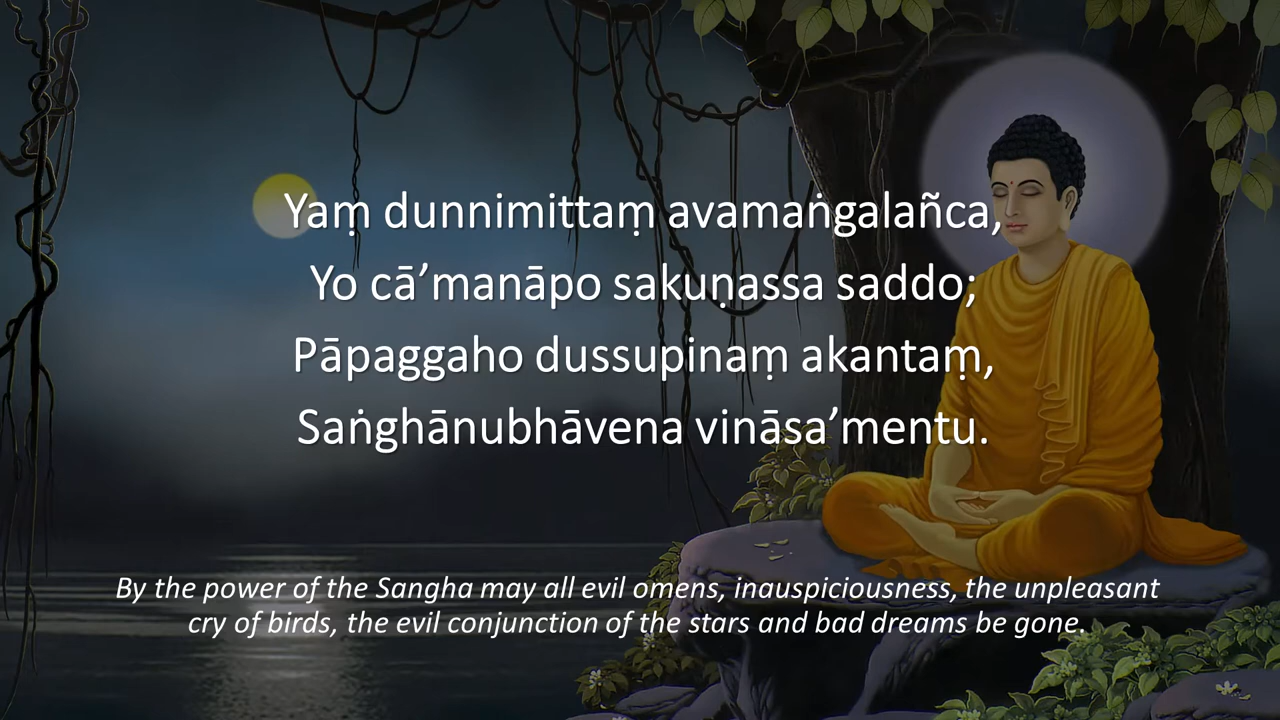 Yaṃ dunnimittaṃ avamaṅgalañca,
Yo cā’manāpo sakuṇassa saddo;
Pāpaggaho dussupinaṃ akantaṃ,
Saṅghānubhāvena vināsa’mentu.
By the power of the Sangha may all evil omens, inauspiciousness, the unpleasant
cry of birds, the evil conjunction of the stars and bad dreams be gone.